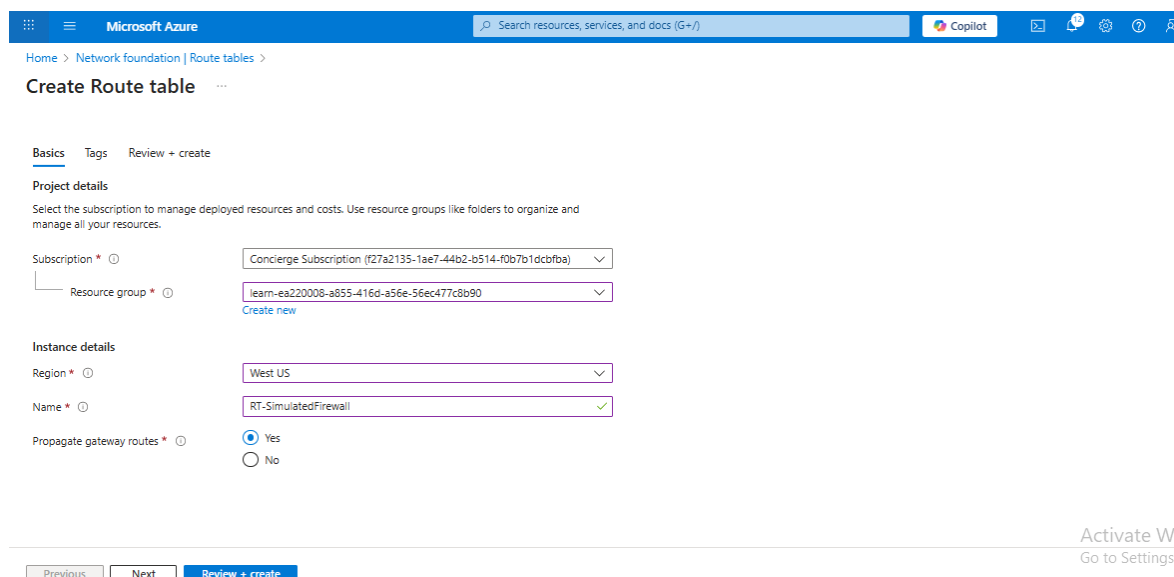 Microsoft Azure
Search resources, services, and docs (G+/)
Copilot
12
Home > Network foundation | Route tables >
Create Route table ...
Basics Tags Review + create
Project details
Select the subscription to manage deployed resources and costs. Use resource groups like folders to organize and
manage all your resources.
Subscription * Concierge Subscription (f27a2135-1ae7-44b2-b514-f0b7b1dcbfba)
Resource group * learn-ea220008-a855-416d-a56e-56ec477c8b90
Create new
Instance details
Region * West US
Name * RT-SimulatedFirewall
Propagate gateway routes * Yes
No
Activate W
Go to Settings
Previous Next Review + create